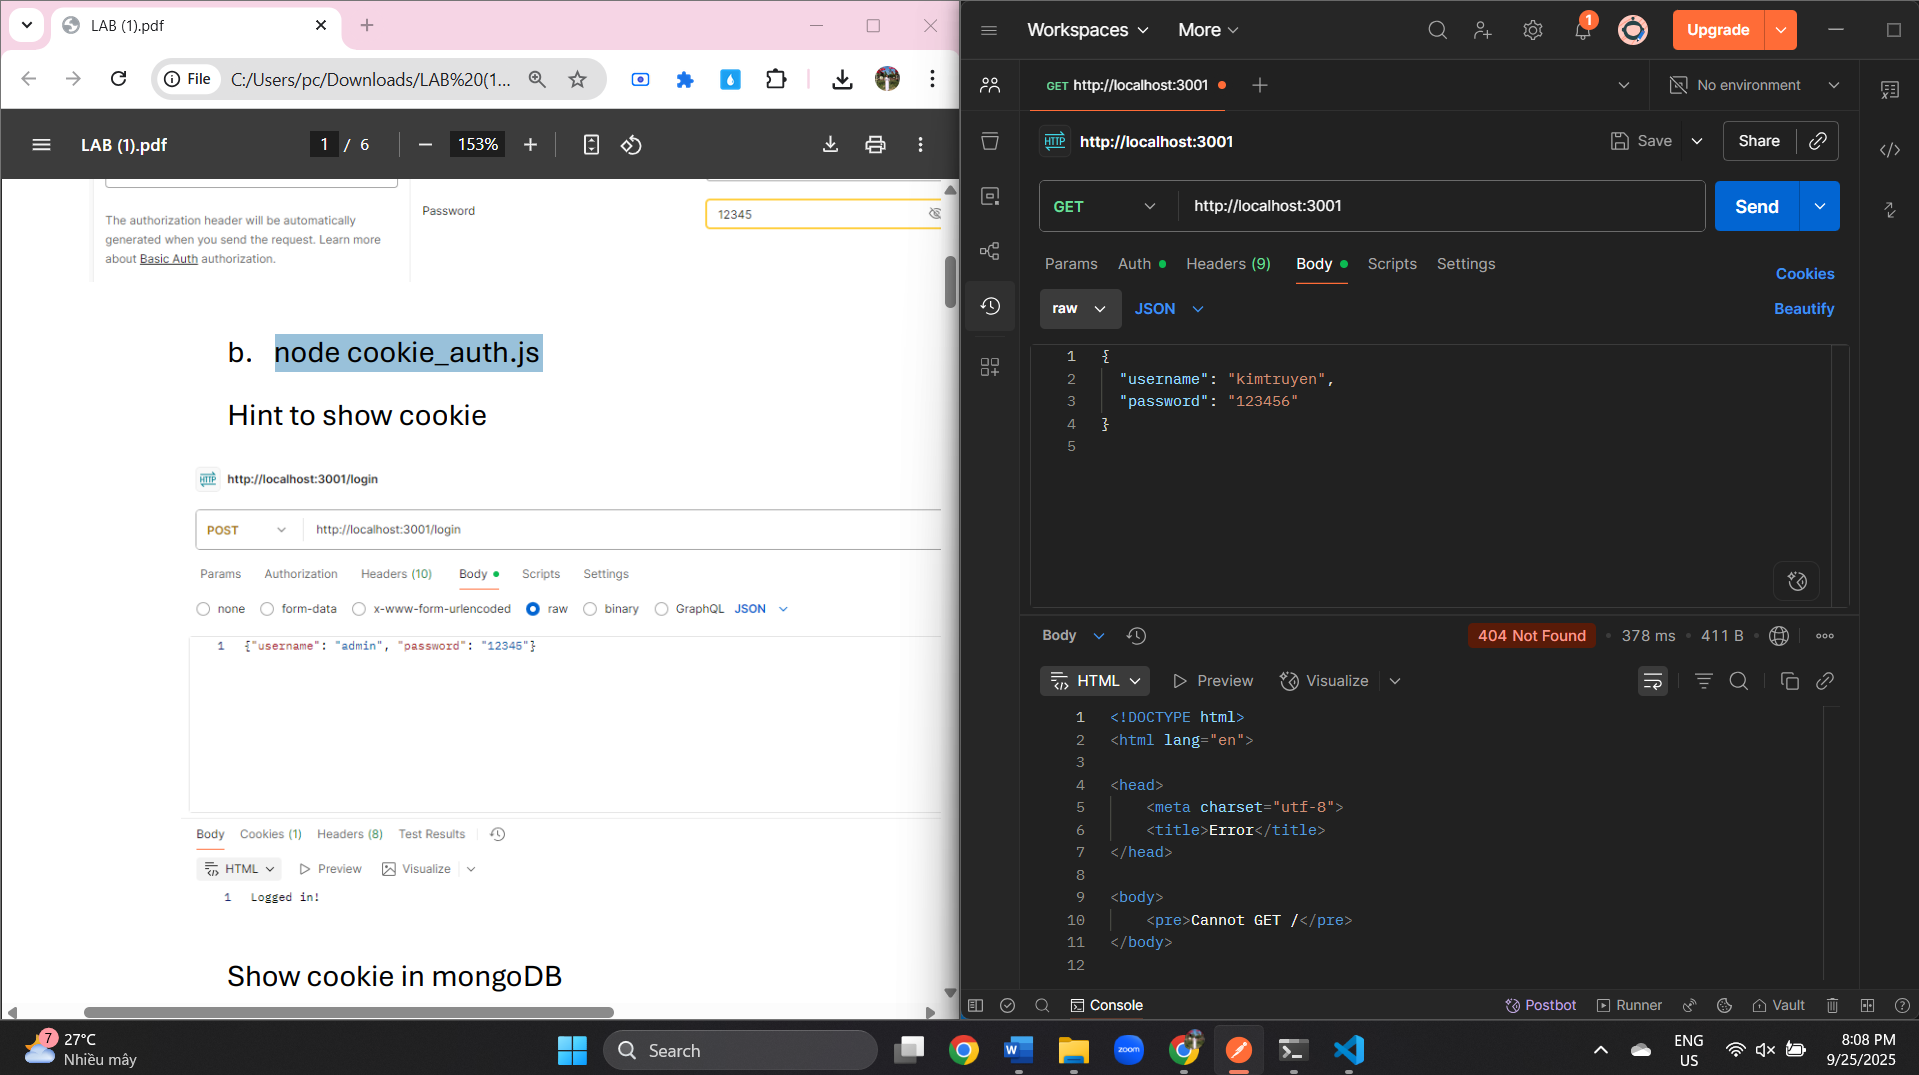 LAB (1).pdf
File
C:/Users/pc/Downloads/LAB%20(1...
LAB (1).pdf
1 / 6
153%
The authorization header will be automatically
generated when you send the request. Learn more
about Basic Auth authorization.
Password
12345
b. node cookie_auth.js
Hint to show cookie
HTTP http://localhost:3001/login
POST http://localhost:3001/login
Params Authorization Headers (10) Body Scripts Settings
none form-data x-www-form-urlencoded raw binary GraphQL JSON
1 {"username": "admin", "password": "12345"}
Body Cookies (1) Headers (8) Test Results
HTML Preview Visualize
1 Logged in!
Show cookie in mongoDB
Workspaces More
1
Upgrade
GET http://localhost:3001
No environment
HTTP http://localhost:3001
Save Share
GET http://localhost:3001
Send
Params Auth Headers (9) Body Scripts Settings
Cookies
raw JSON
Beautify
1 {
2 "username": "kimtruyen",
3 "password": "123456"
4 }
5
Body
404 Not Found 378 ms 411 B
HTML Preview Visualize
1 <!DOCTYPE html>
2 <html lang="en">
3
4 <head>
5 <meta charset="utf-8">
6 <title>Error</title>
7 </head>
8
9 <body>
10 <pre>Cannot GET /</pre>
11 </body>
12
Console
Postbot Runner Vault
7
27°C
Nhiều mây
Search
zoom
ENG
US
8:08 PM
9/25/2025